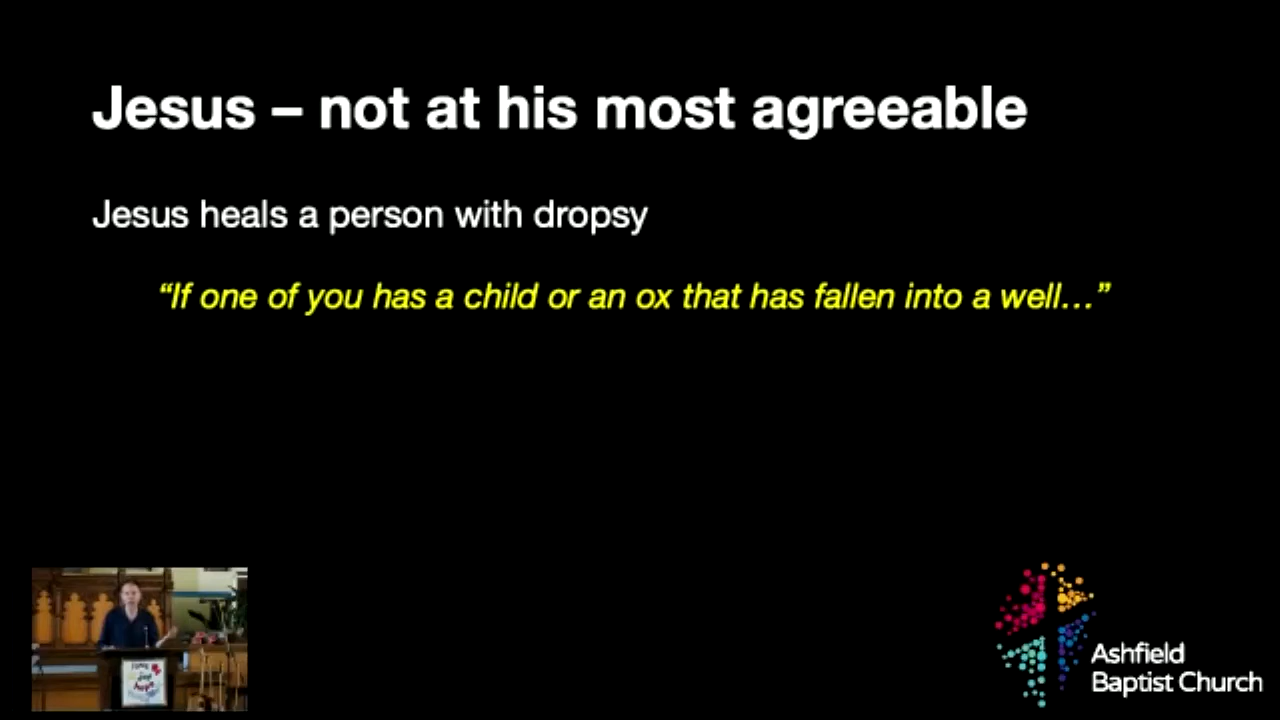 Jesus – not at his most agreeable
Jesus heals a person with dropsy
“If one of you has a child or an ox that has fallen into a well…”
Ashfield
Baptist Church